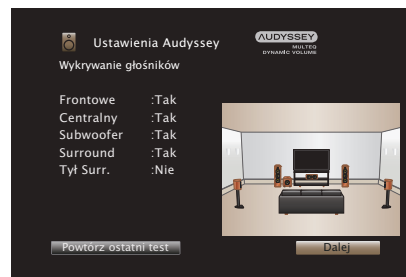 Ustawienia Audyssey
AUDYSSEY
MULTEQ
DYNAMIC VOLUME
Wykrywanie głośników
Frontowe :Tak
Centralny :Tak
Subwoofer :Tak
Surround :Tak
Tył Surr. :Nie
Powtórz ostatni test
Dalej